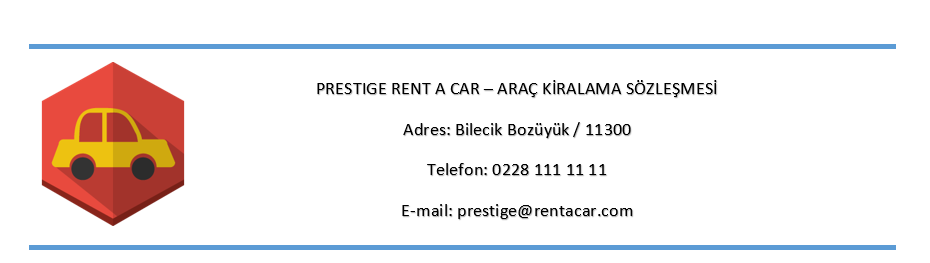 PRESTIGE RENT A CAR – ARAÇ KİRALAMA SÖZLEŞMESİ
Adres: Bilecik Bozüyük / 11300
Telefon: 0228 111 11 11
E-mail: prestige@rentacar.com